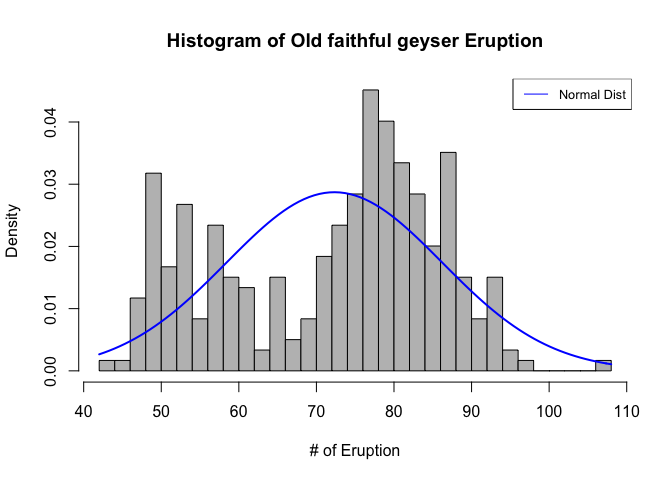 Histogram of Old faithful geyser Eruption
Normal Dist
Density
0.00 0.01 0.02 0.03 0.04
40 50 60 70 80 90 100 110
# of Eruption